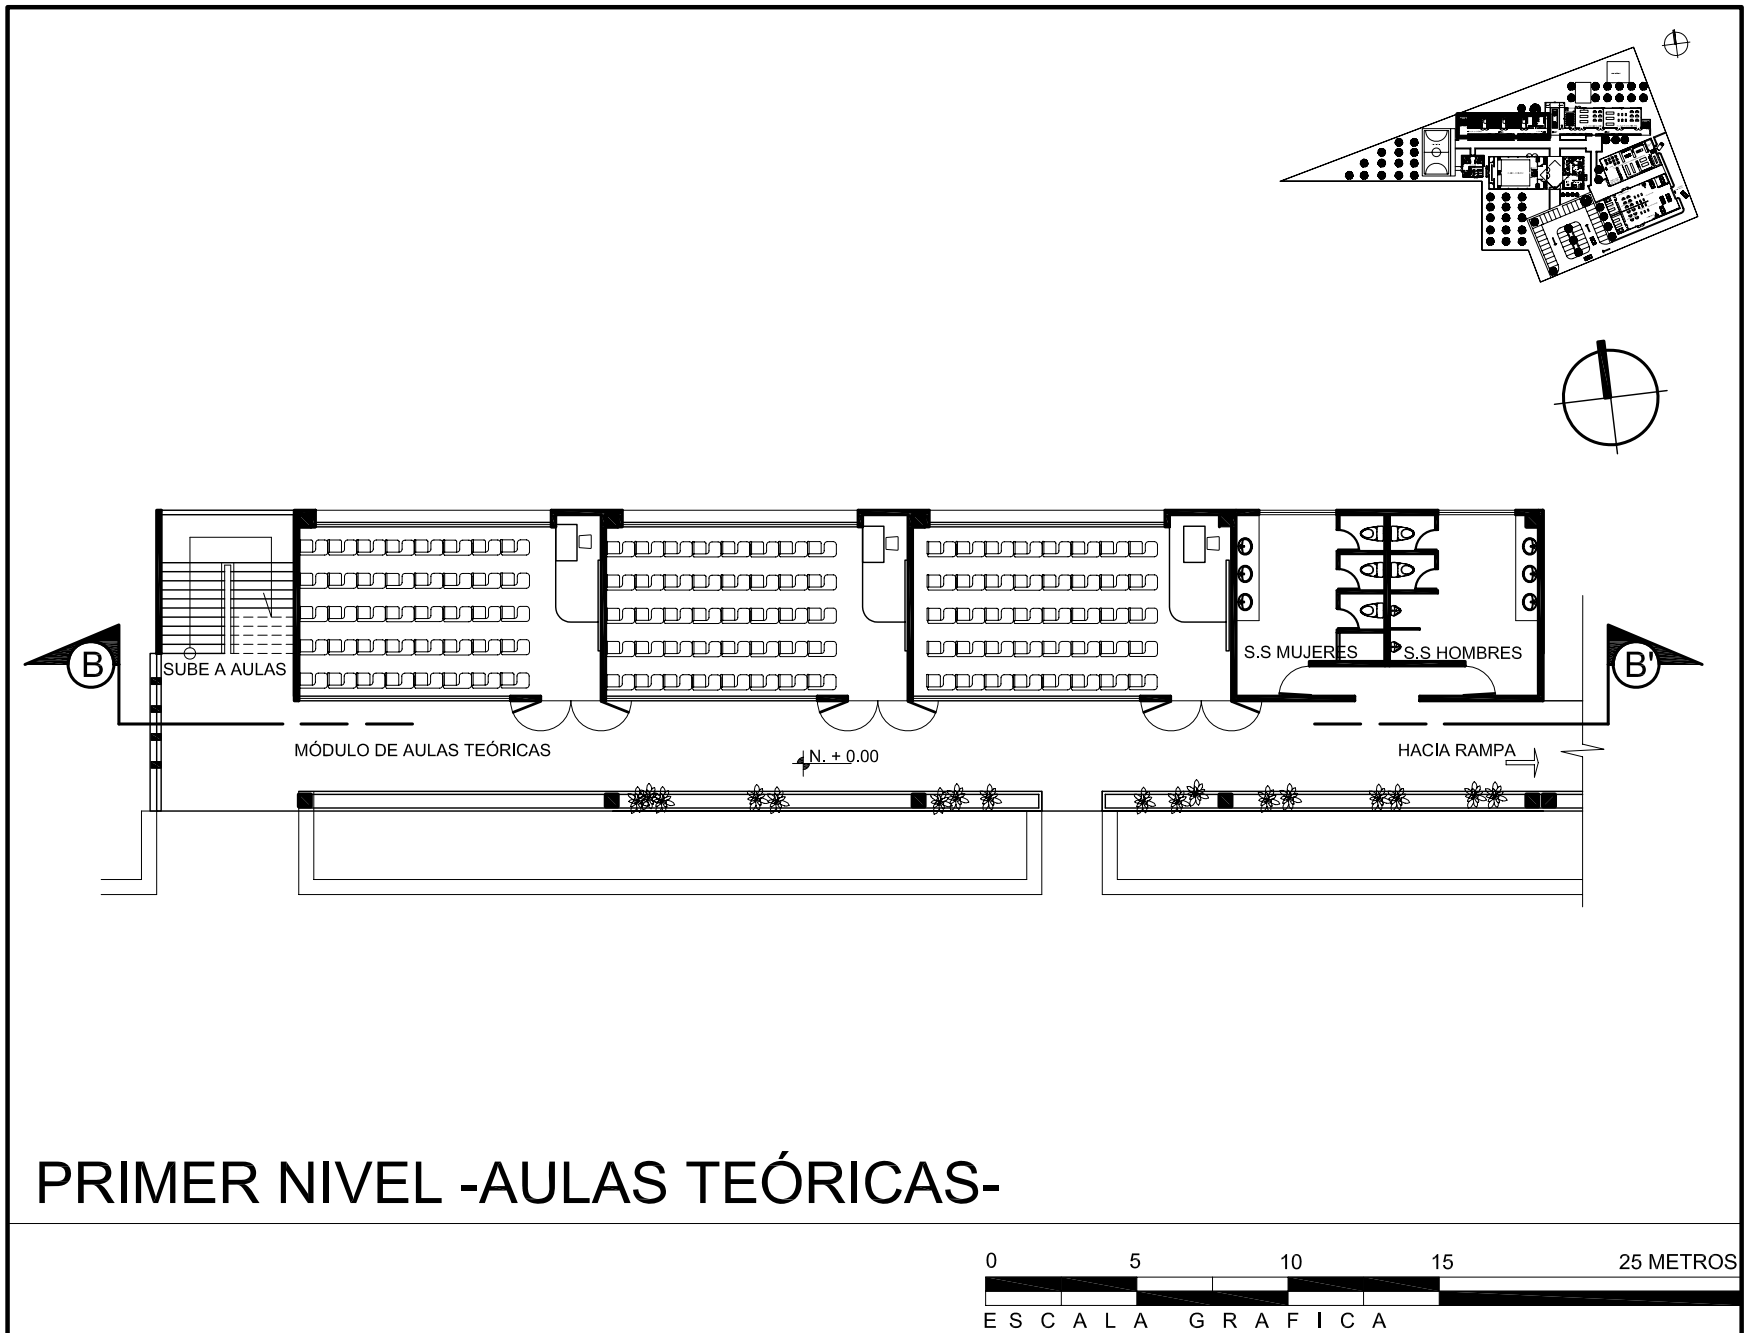 SUBE A AULAS
S.S MUJERES
S.S HOMBRES
B
B'
MÓDULO DE AULAS TEÓRICAS
N. + 0.00
HACIA RAMPA
PRIMER NIVEL -AULAS TEÓRICAS-
0 5 10 15 25 METROS
ESCALA GRAFICA